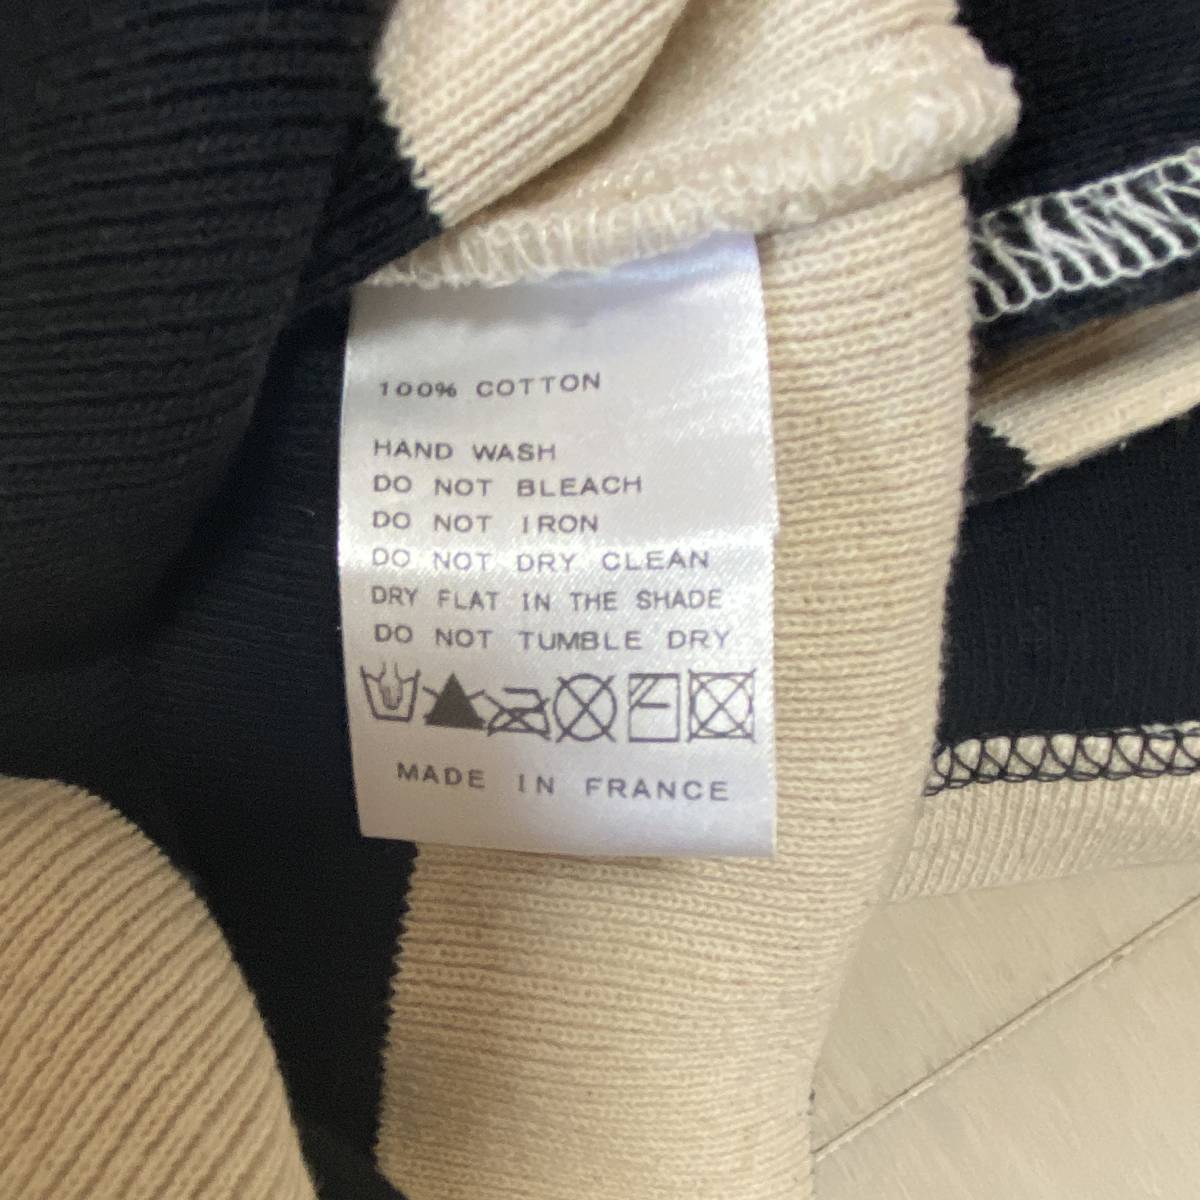 100% COTTON
HAND WASH
DO NOT BLEACH
DO NOT IRON
DO NOT DRY CLEAN
DRY FLAT IN THE SHADE
DO NOT TUMBLE DRY
MADE IN FRANCE